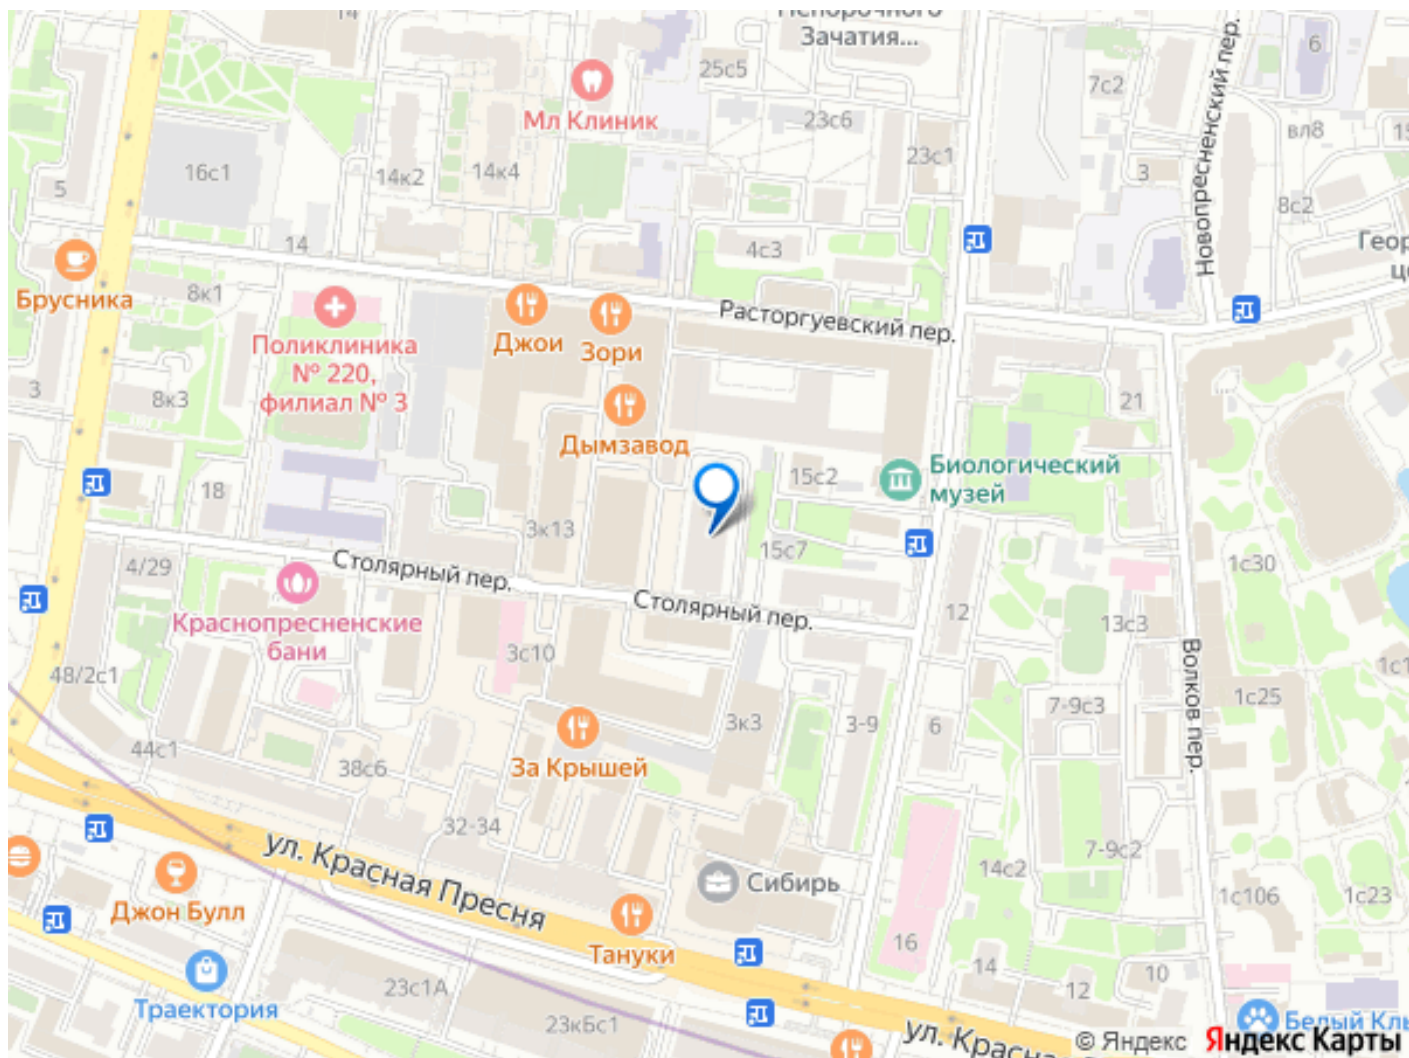 14
Непорочного
Зачатия...
6
25с5
7с2
Мл Клиник
23с6
вл8
Новопресненский пер.
16с1
14к2
14к4
23с1
3
5
8с2
14
4с3
Брусника
8к1
Расторгуевский пер.
Поликлиника
№ 220,
филиал № 3
Джои
Зори
3
8к3
21
Дымзавод
Биологический
музей
15с2
18
3к13
15с7
1с30
4/29
Столярный пер.
Столярный пер.
12
13с3
Краснопресненские
бани
Волков пер.
48/2с1
3с10
1с25
44с1
3к3
3-9
6
7-9с3
38с6
За Крышей
32-34
ул. Красная Пресня
7-9с2
14с2
Сибирь
1с106
1с23
Джон Булл
Тануки
16
14
10
12
23с1А
Траектория
23кБс1
ул. Красная
© Яндекс
Яндекс Карты